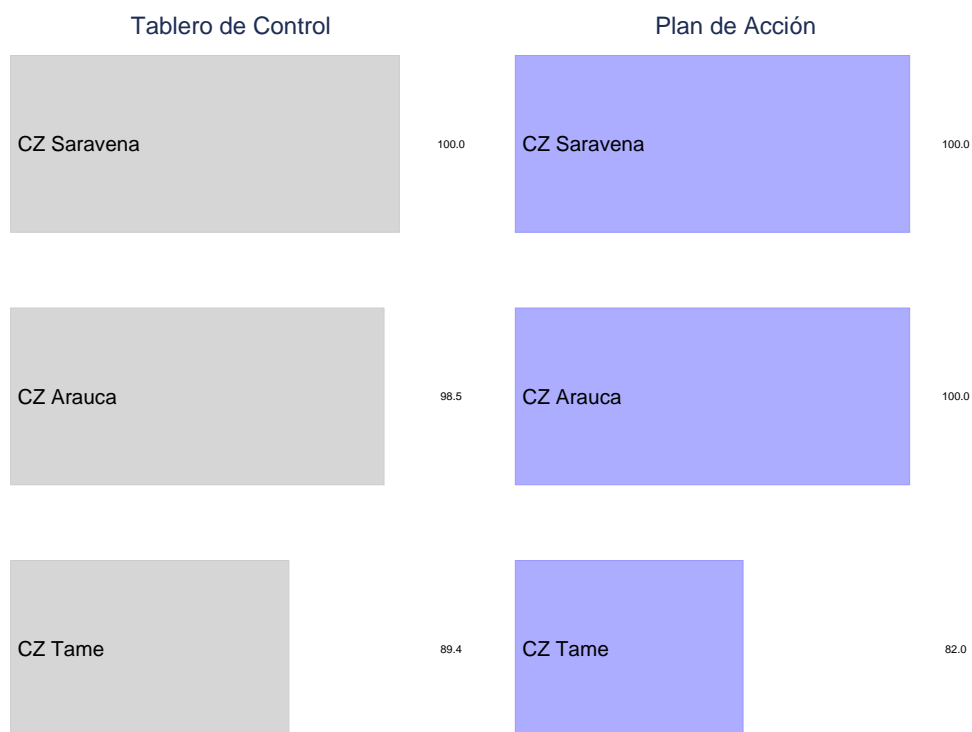 Tablero de Control
CZ Saravena 100.0
CZ Arauca 98.5
CZ Tame 89.4
Plan de Acción
CZ Saravena 100.0
CZ Arauca 100.0
CZ Tame 82.0